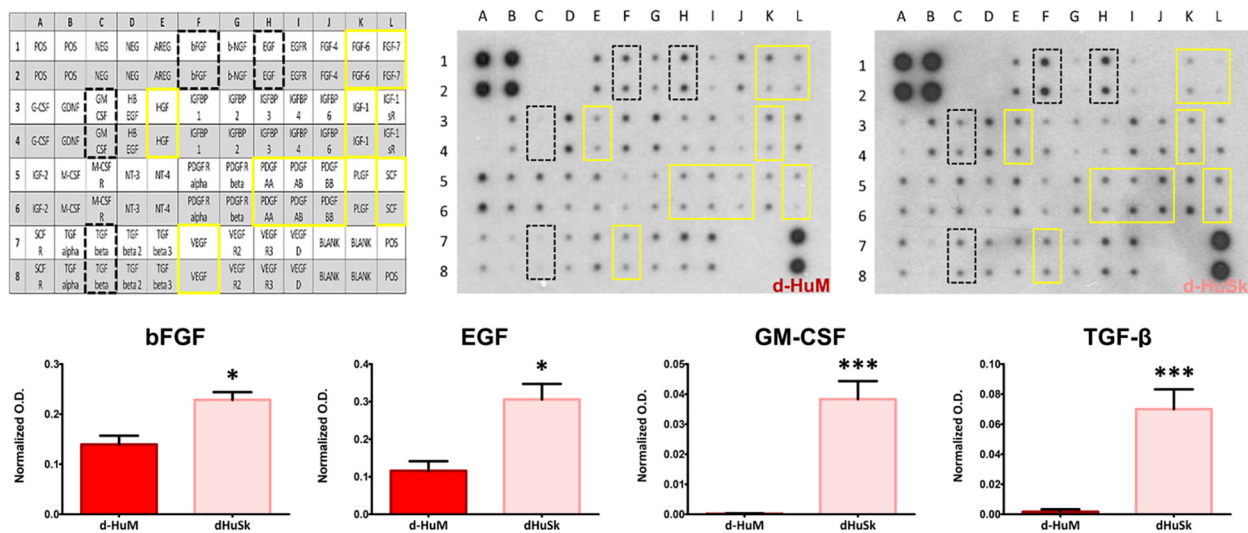 A B C D E F G H I J K L
1 POS POS NEG NEG AREG bFGF b-NGF EGF EGFR FGF-4 FGF-6 FGF-7
2 POS POS NEG NEG AREG bFGF b-NGF EGF EGFR FGF-4 FGF-6 FGF-7
3 G-CSF GDNF GM CSF HB EGF HGF IGFBP 1 IGFBP 2 IGFBP 3 IGFBP 4 IGFBP 6 IGF-1 IGF-1 sR
4 G-CSF GDNF GM CSF HB EGF HGF IGFBP 1 IGFBP 2 IGFBP 3 IGFBP 4 IGFBP 6 IGF-1 IGF-1 sR
5 IGF-2 M-CSF M-CSF R NT-3 NT-4 PDGF R alpha PDGF R beta PDGF AA PDGF AB PDGF BB PLGF SCF
6 IGF-2 M-CSF M-CSF R NT-3 NT-4 PDGF R alpha PDGF R beta PDGF AA PDGF AB PDGF BB PLGF SCF
7 SCF R TGF alpha TGF beta TGF beta 2 TGF beta 3 VEGF VEGF R2 VEGF R3 VEGF D BLANK BLANK POS
8 SCF R TGF alpha TGF beta TGF beta 2 TGF beta 3 VEGF VEGF R2 VEGF R3 VEGF D BLANK BLANK POS
A B C D E F G H I J K L
1
2
3
4
5
6
7
8
d-HuM
A B C D E F G H I J K L
1
2
3
4
5
6
7
8
d-HuSk
bFGF
Normalized O.D.
0.3
0.2
0.1
0.0
*
d-HuM dHuSk
EGF
Normalized O.D.
0.4
0.3
0.2
0.1
0.0
*
d-HuM dHuSk
GM-CSF
Normalized O.D.
0.05
0.04
0.03
0.02
0.01
0.00
***
d-HuM dHuSk
TGF-β
Normalized O.D.
0.10
0.08
0.06
0.04
0.02
0.00
***
d-HuM dHuSk